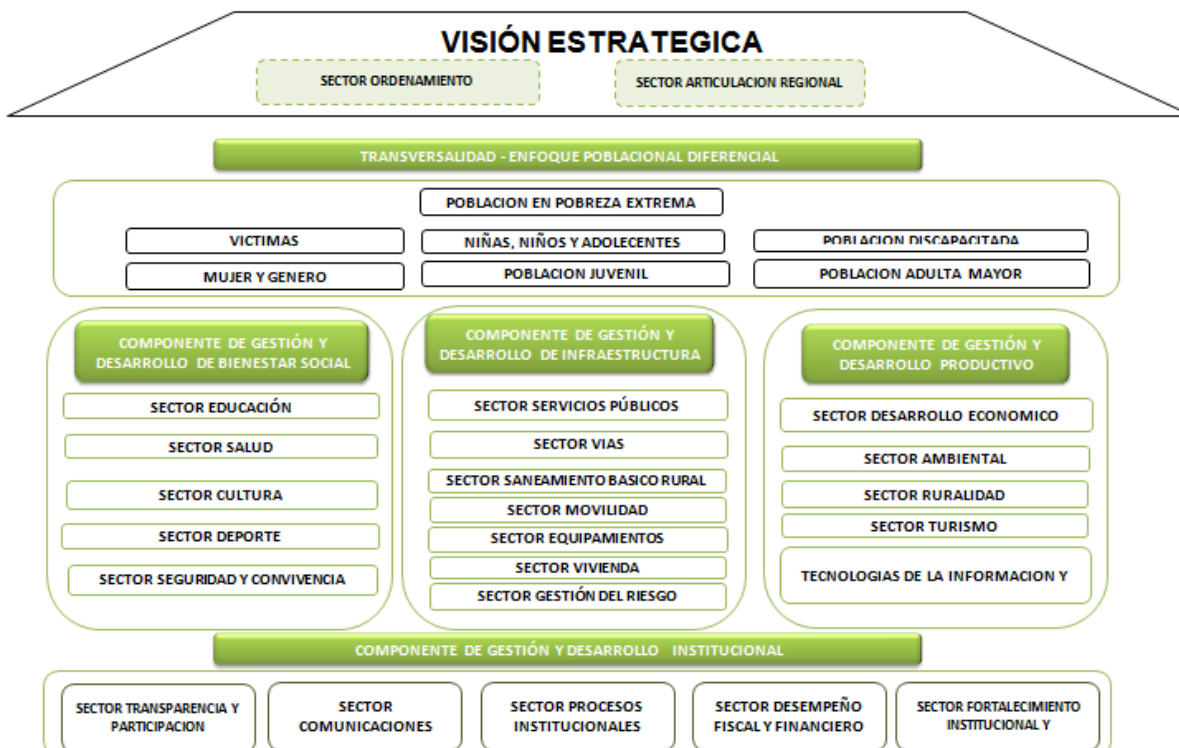 VISIÓN ESTRATEGICA
SECTOR ORDENAMIENTO
SECTOR ARTICULACION REGIONAL
TRANSVERSALIDAD - ENFOQUE POBLACIONAL DIFERENCIAL
POBLACION EN POBREZA EXTREMA
VICTIMAS
NIÑAS, NIÑOS Y ADOLECENTES
POBLACION DISCAPACITADA
MUJER Y GENERO
POBLACION JUVENIL
POBLACION ADULTA MAYOR
COMPONENTE DE GESTIÓN Y
DESARROLLO DE BIENESTAR SOCIAL
SECTOR EDUCACIÓN
SECTOR SALUD
SECTOR CULTURA
SECTOR DEPORTE
SECTOR SEGURIDAD Y CONVIVENCIA
COMPONENTE DE GESTIÓN Y
DESARROLLO DE INFRAESTRUCTURA
SECTOR SERVICIOS PÚBLICOS
SECTOR VIAS
SECTOR SANEAMIENTO BASICO RURAL
SECTOR MOVILIDAD
SECTOR EQUIPAMIENTOS
SECTOR VIVIENDA
SECTOR GESTIÓN DEL RIESGO
COMPONENTE DE GESTIÓN Y
DESARROLLO PRODUCTIVO
SECTOR DESARROLLO ECONOMICO
SECTOR AMBIENTAL
SECTOR RURALIDAD
SECTOR TURISMO
TECNOLOGIAS DE LA INFORMACION Y
COMPONENTE DE GESTIÓN Y DESARROLLO INSTITUCIONAL
SECTOR TRANSPARENCIA Y
PARTICIPACION
SECTOR
COMUNICACIONES
SECTOR PROCESOS
INSTITUCIONALES
SECTOR DESEMPEÑO
FISCAL Y FINANCIERO
SECTOR FORTALECIMIENTO
INSTITUCIONAL Y